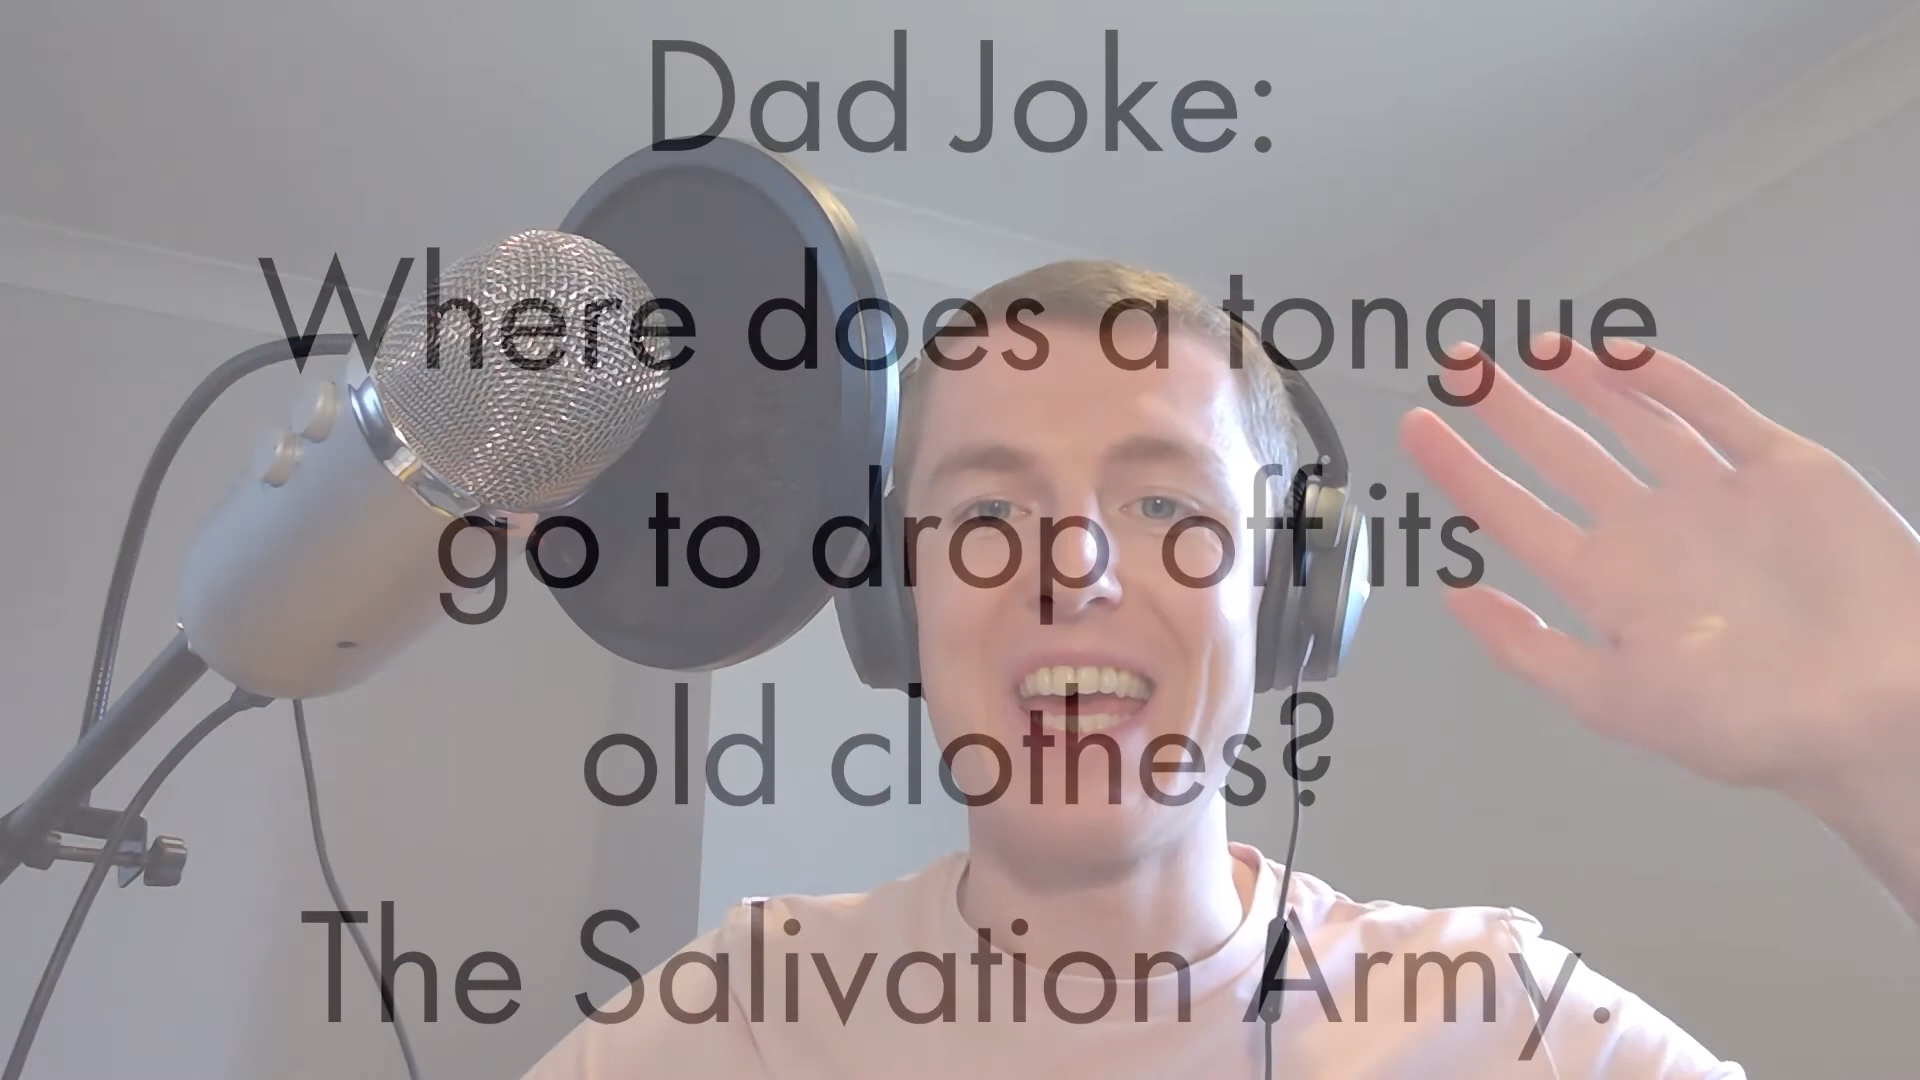 Dad Joke:
Where does a tongue
go to drop off its
old clothes?
The Salivation Army.